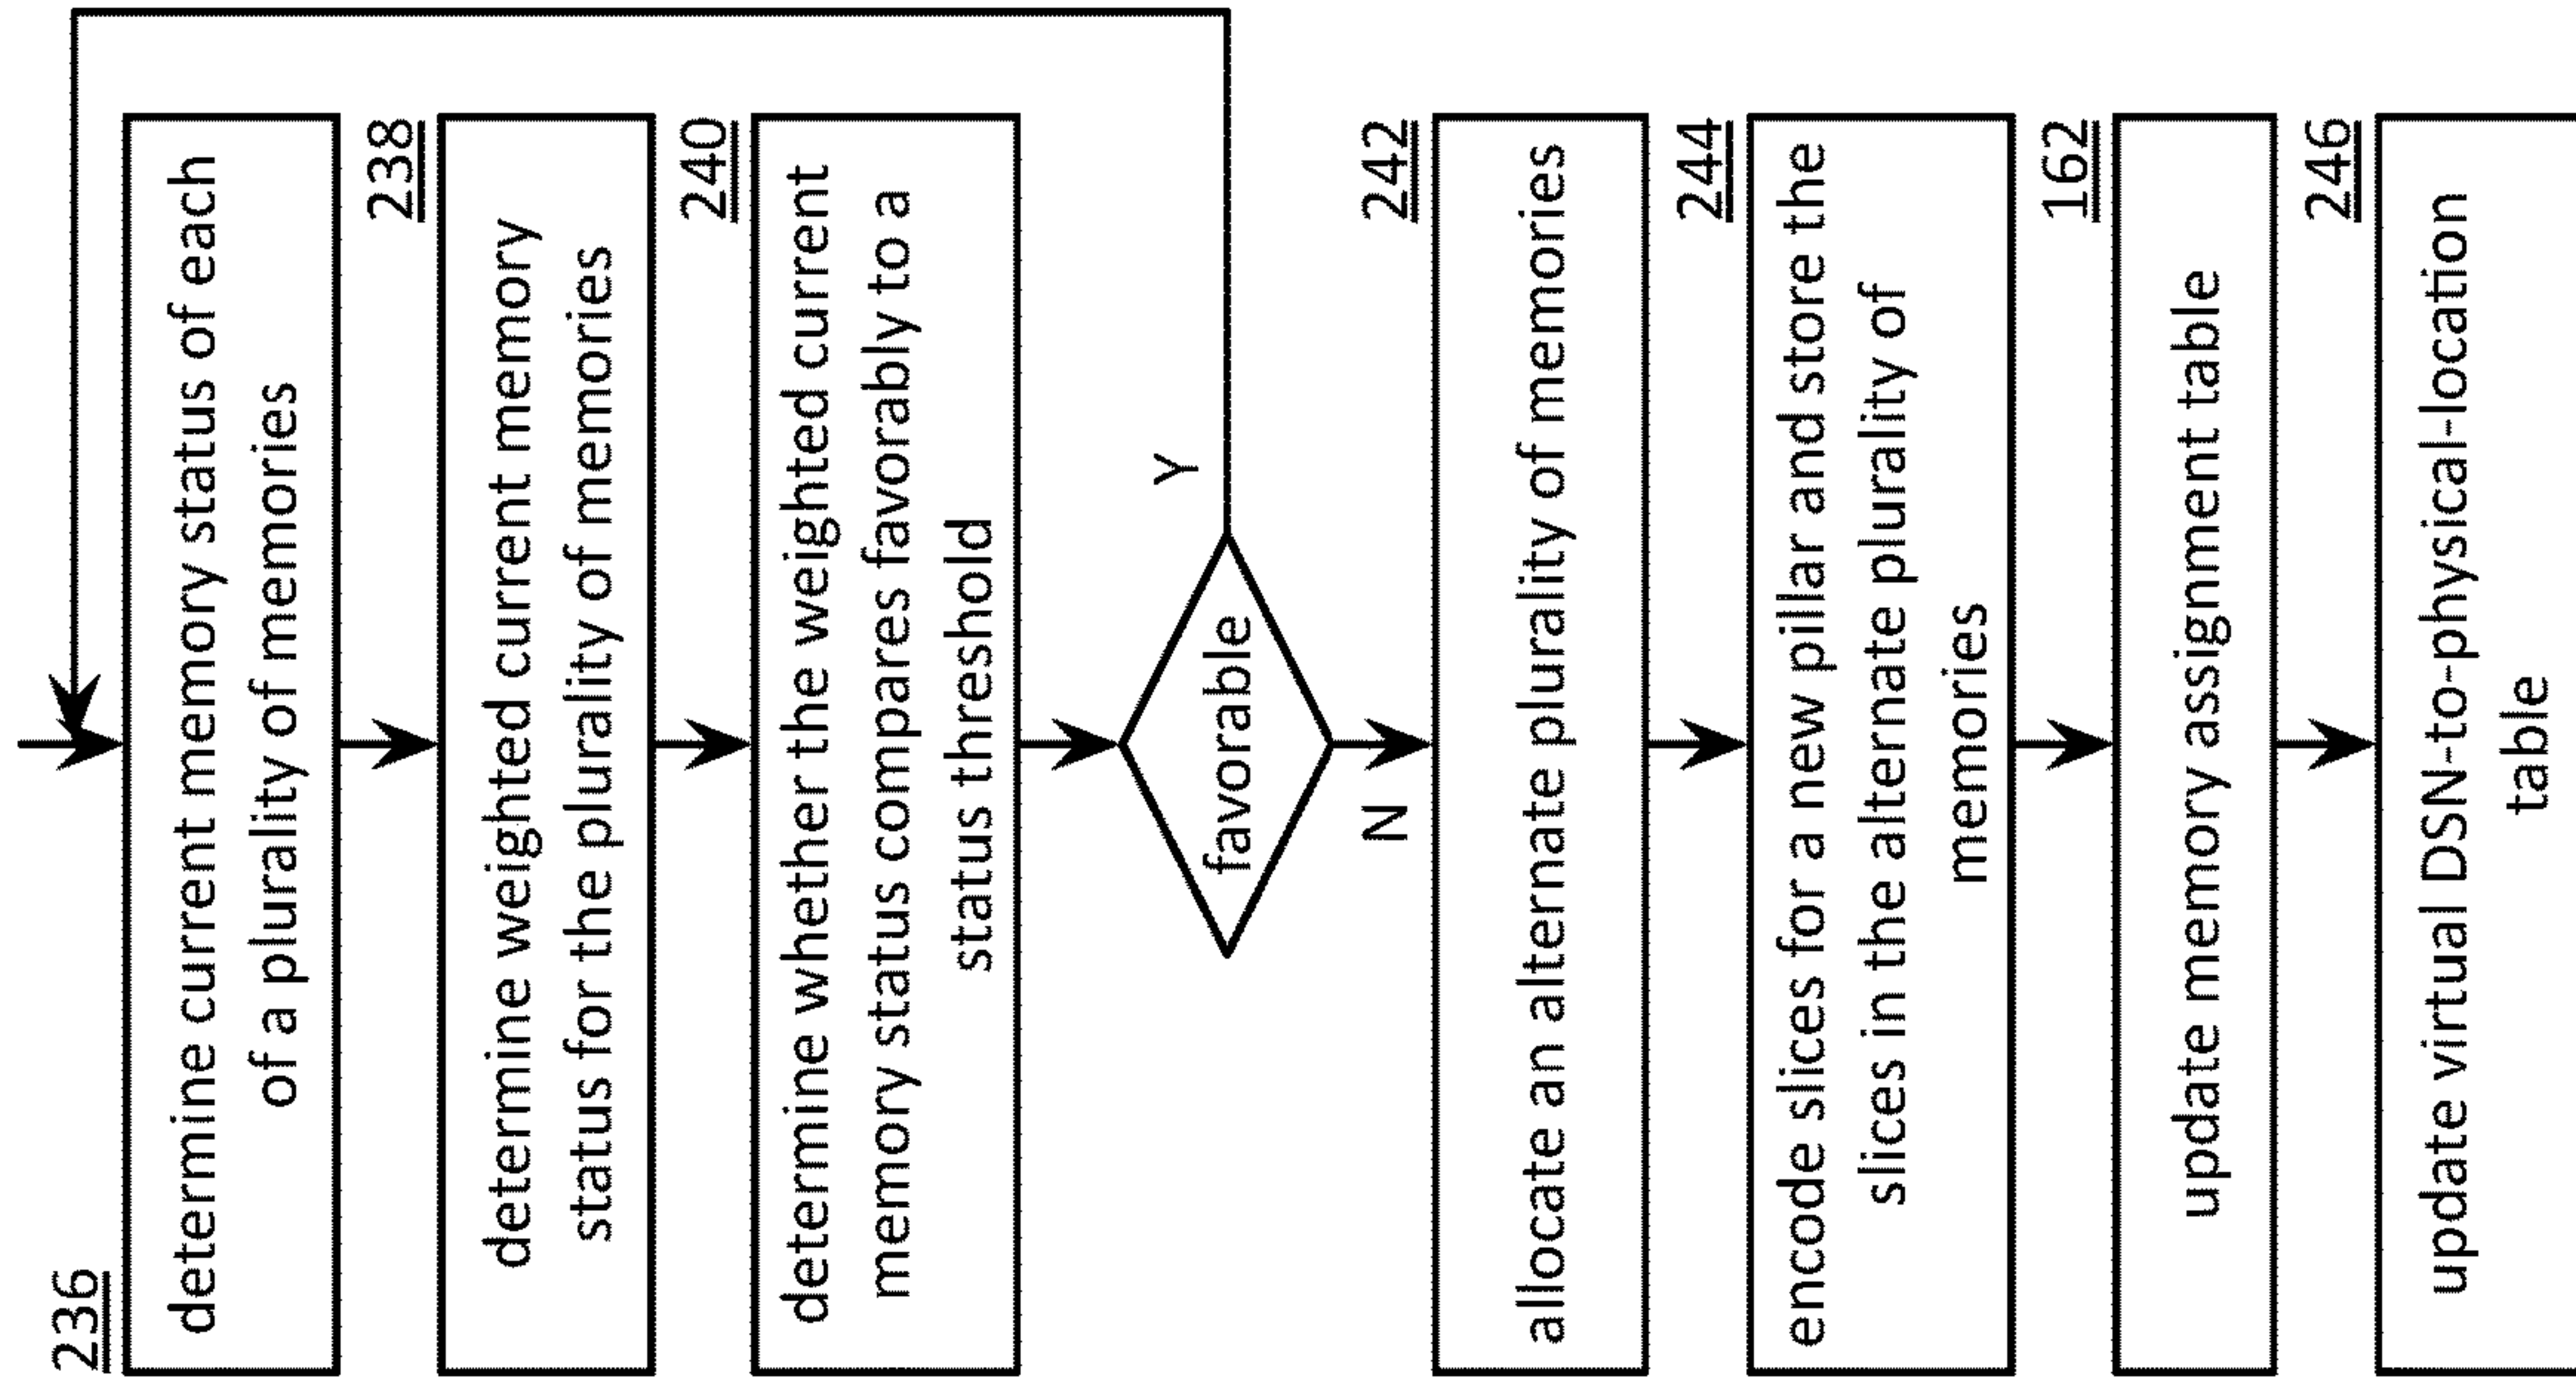 236
determine current memory status of each
of a plurality of memories
238
determine weighted current memory
status for the plurality of memories
240
determine whether the weighted current
memory status compares favorably to a
status threshold
favorable
Y
N
242
allocate an alternate plurality of memories
244
encode slices for a new pillar and store the
slices in the alternate plurality of
memories
162
update memory assignment table
246
update virtual DSN-to-physical-location
table